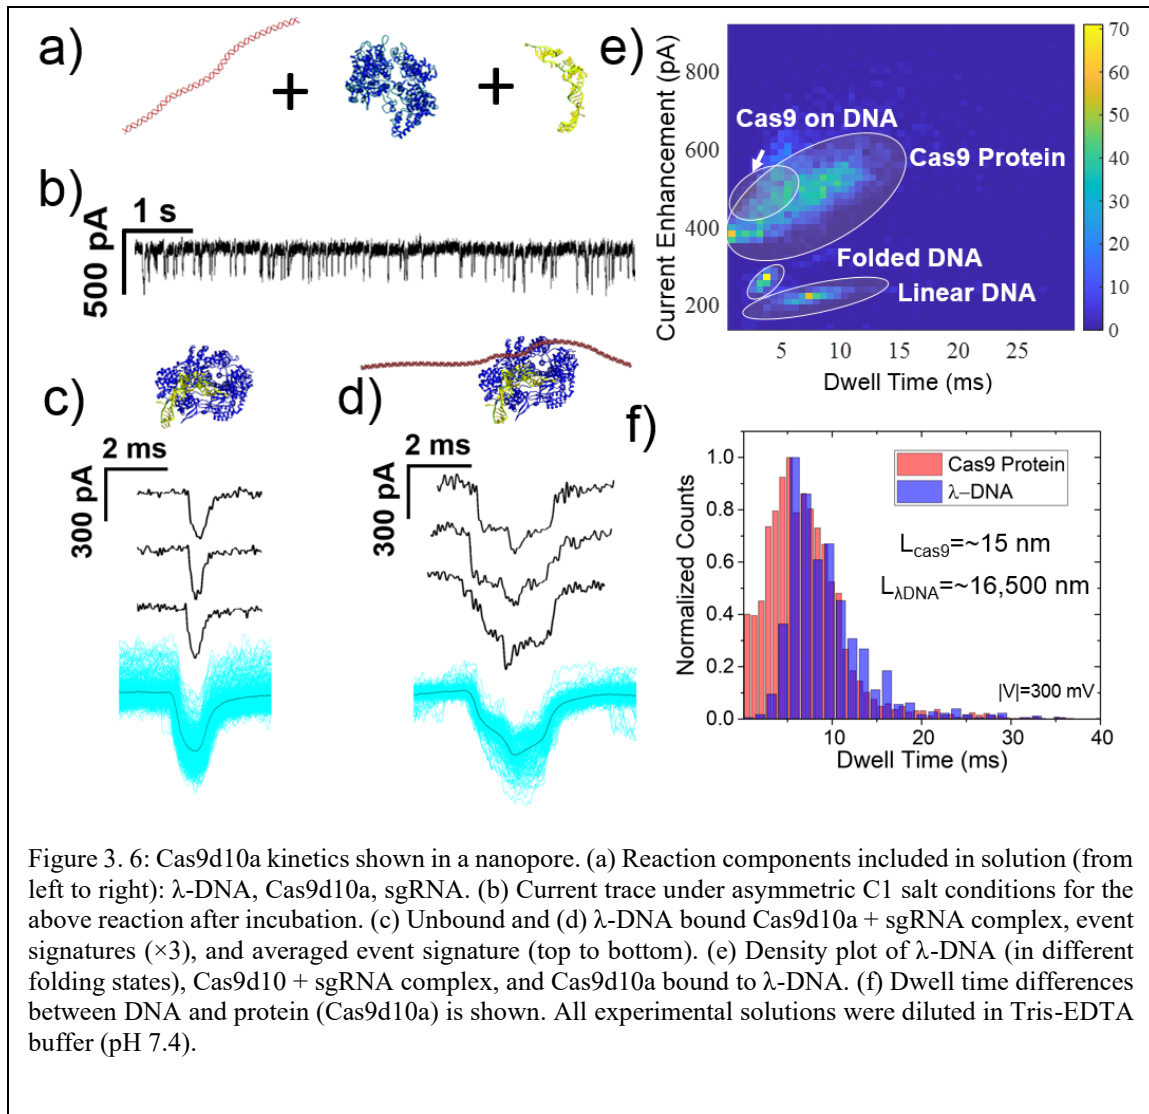 a)
+
+
b)
1 s
500 pA
c)
2 ms
300 pA
d)
2 ms
300 pA
e)
Current Enhancement (pA)
800
600
400
200
Cas9 on DNA
Cas9 Protein
Folded DNA
Linear DNA
5 10 15 20 25
Dwell Time (ms)
70
60
50
40
30
20
10
0
f)
Normalized Counts
1.0
0.8
0.6
0.4
0.2
0.0
Cas9 Protein
λ–DNA
Lcas9=~15 nm
LλDNA=~16,500 nm
|V|=300 mV
10 20 30 40
Dwell Time (ms)
Figure 3. 6: Cas9d10a kinetics shown in a nanopore. (a) Reaction components included in solution (from
left to right): λ-DNA, Cas9d10a, sgRNA. (b) Current trace under asymmetric C1 salt conditions for the
above reaction after incubation. (c) Unbound and (d) λ-DNA bound Cas9d10a + sgRNA complex, event
signatures (×3), and averaged event signature (top to bottom). (e) Density plot of λ-DNA (in different
folding states), Cas9d10 + sgRNA complex, and Cas9d10a bound to λ-DNA. (f) Dwell time differences
between DNA and protein (Cas9d10a) is shown. All experimental solutions were diluted in Tris-EDTA
buffer (pH 7.4).